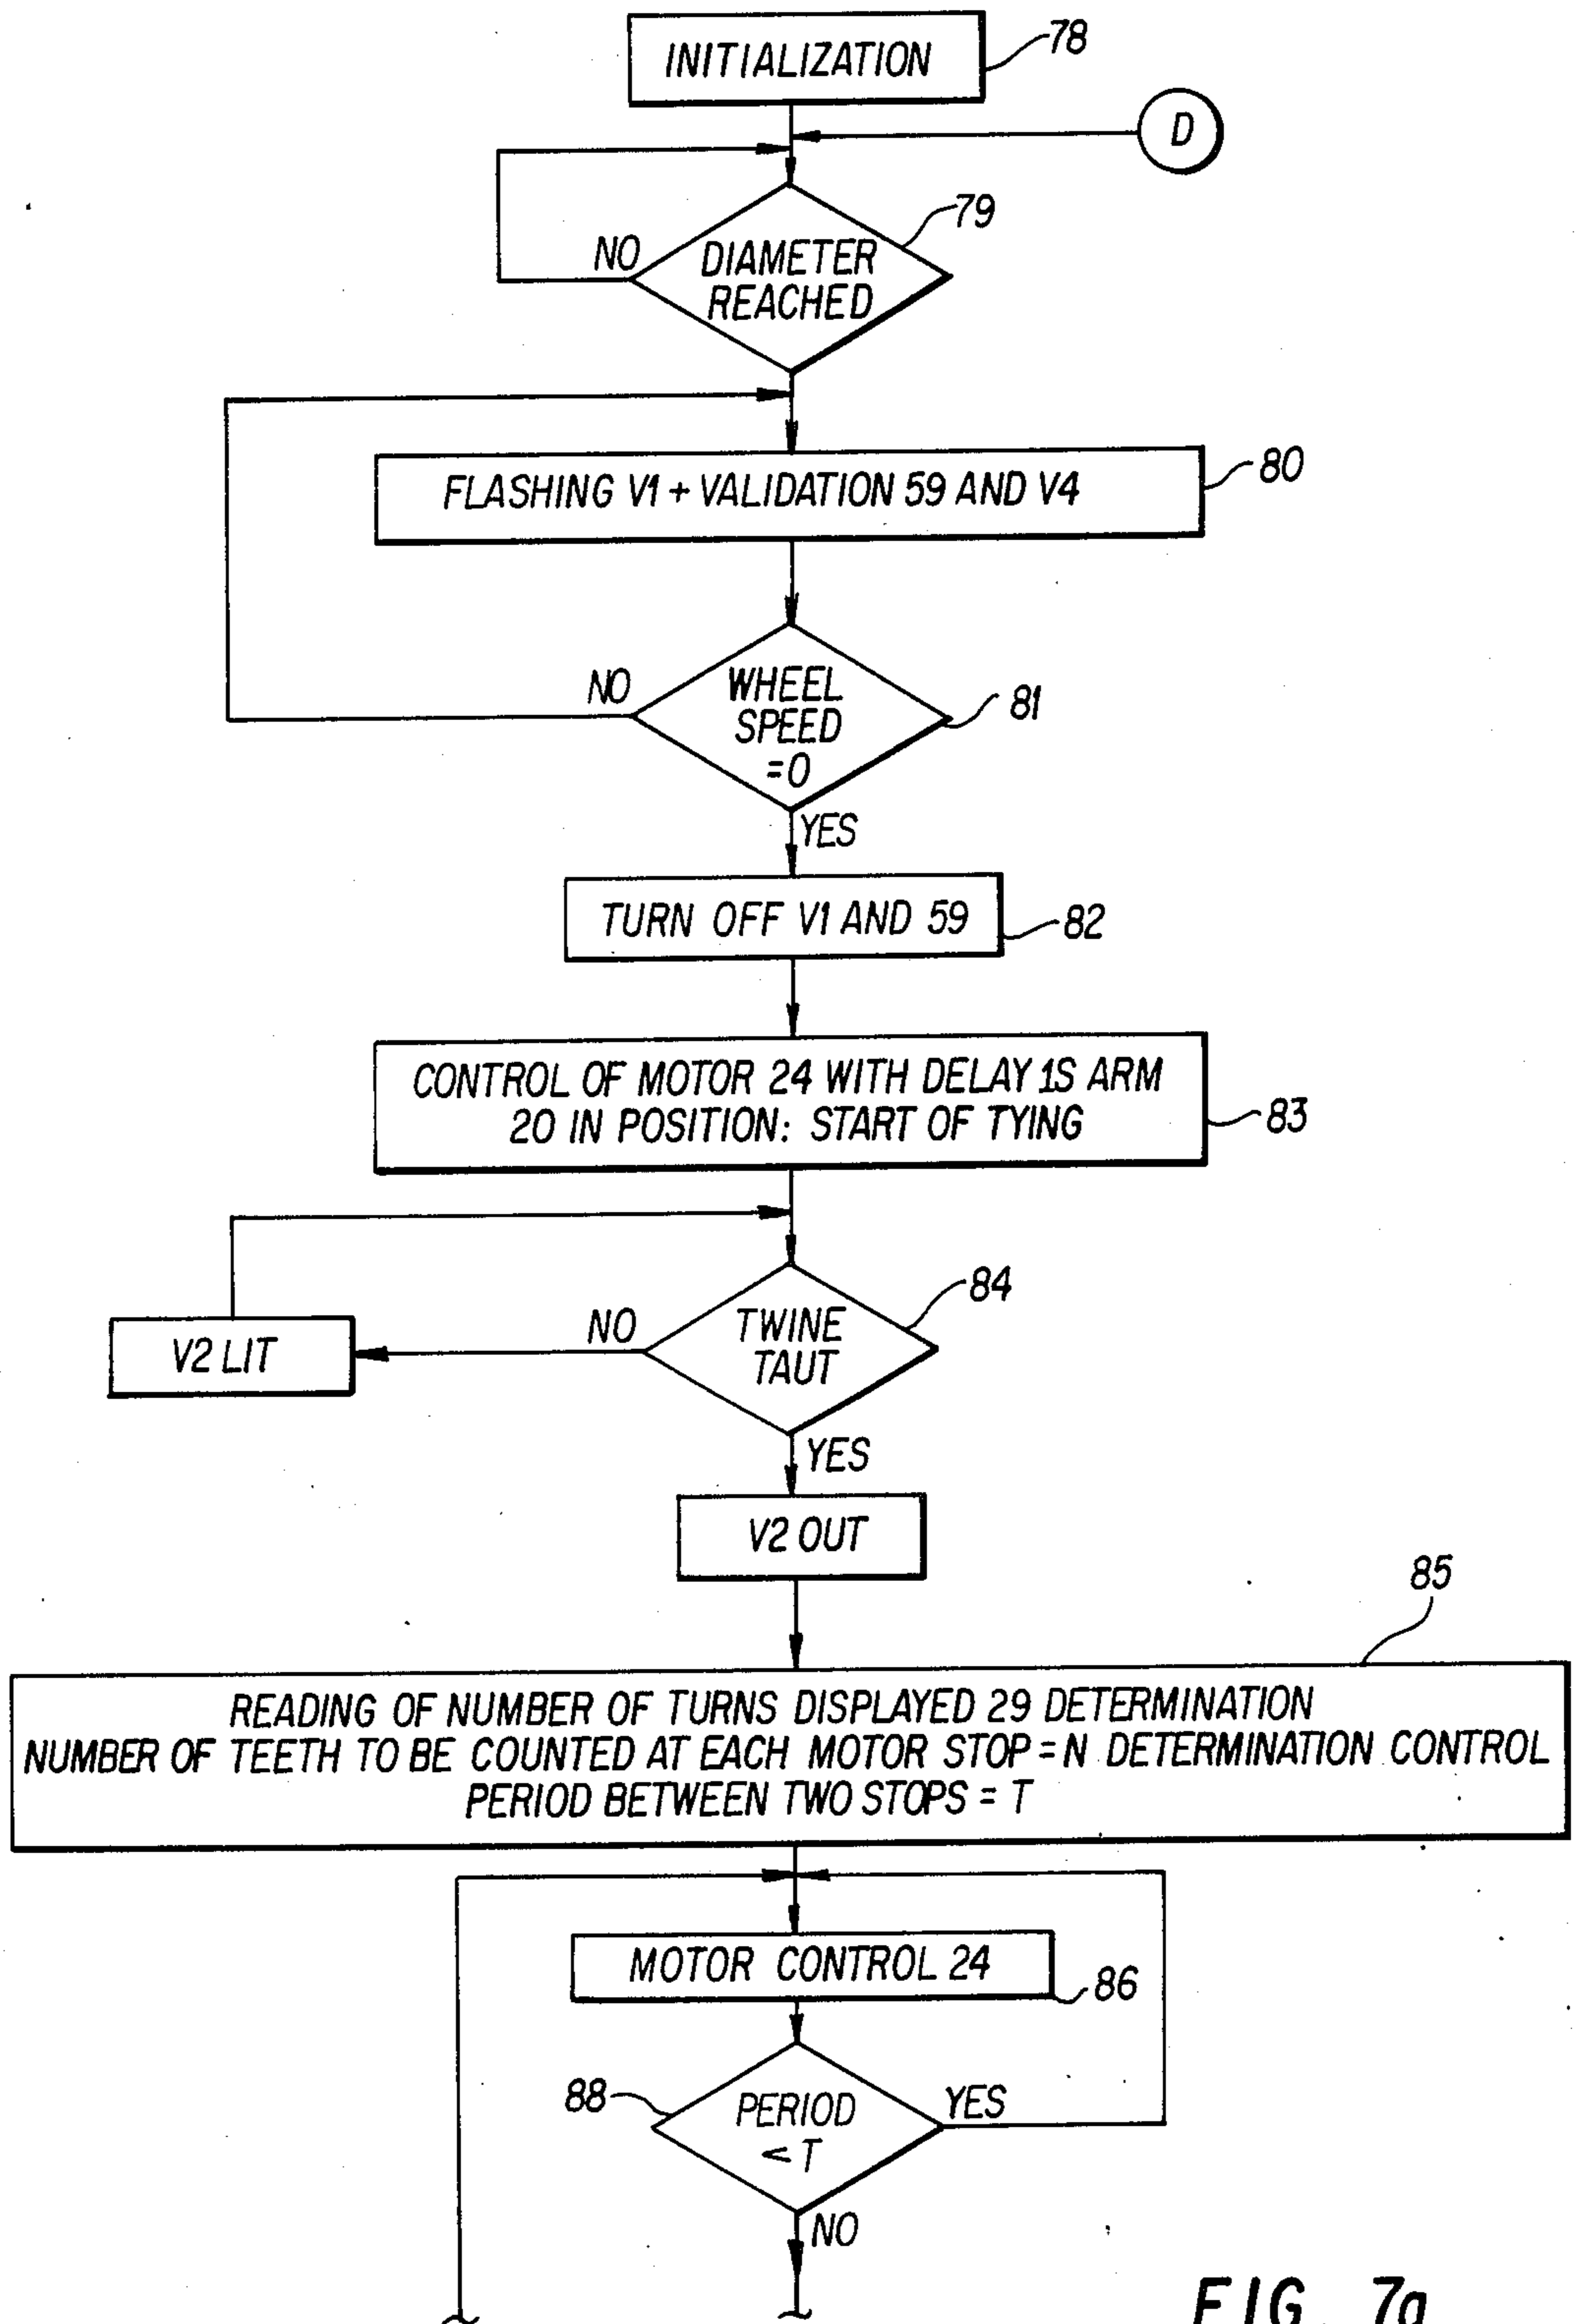 INITIALIZATION
78
D
79
NO
DIAMETER
REACHED
FLASHING V1 + VALIDATION 59 AND V4
80
NO
WHEEL
SPEED
=0
81
YES
TURN OFF V1 AND 59
82
CONTROL OF MOTOR 24 WITH DELAY 1S ARM
20 IN POSITION: START OF TYING
83
84
NO
TWINE
TAUT
V2 LIT
YES
V2 OUT
85
READING OF NUMBER OF TURNS DISPLAYED 29 DETERMINATION
NUMBER OF TEETH TO BE COUNTED AT EACH MOTOR STOP = N DETERMINATION CONTROL
PERIOD BETWEEN TWO STOPS = T
MOTOR CONTROL 24
86
88
PERIOD
< T
YES
NO
FIG. 7a